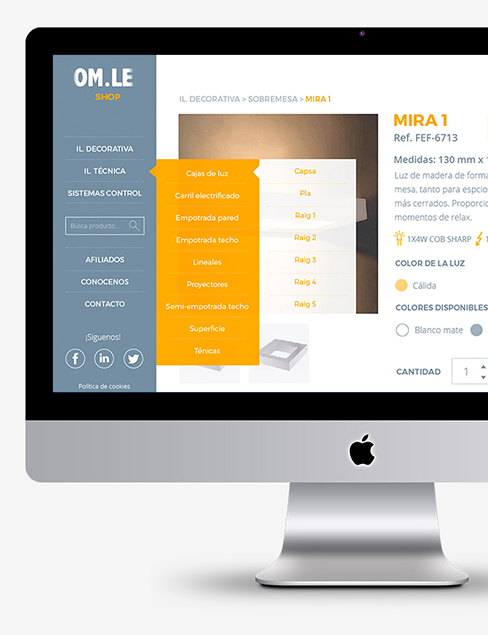 OM.LE
SHOP
IL. DECORATIVA
IL. TÉCNICA
SISTEMAS CONTROL
Busca producto...
AFILIADOS
CONOCENOS
CONTACTO
¡Siguenos!
Política de cookies
Cajas de luz
Carril electrificado
Empotrada pared
Empotrada techo
Lineales
Proyectores
Semi-empotrada techo
Superficie
Ténicas
Capsa
Pla
Raig 1
Raig 2
Raig 3
Raig 4
Raig 5
IL. DECORATIVA > SOBREMESA > MIRA 1
MIRA 1
Ref. FEF-6713
Medidas: 130 mm x 1
Luz de madera de forma
mesa, tanto para espcios
más cerrados. Proporcio
momentos de relax.
1X4W COB SHARP
COLOR DE LA LUZ
Cálida
COLORES DISPONIBLES
Blanco mate
CANTIDAD
1